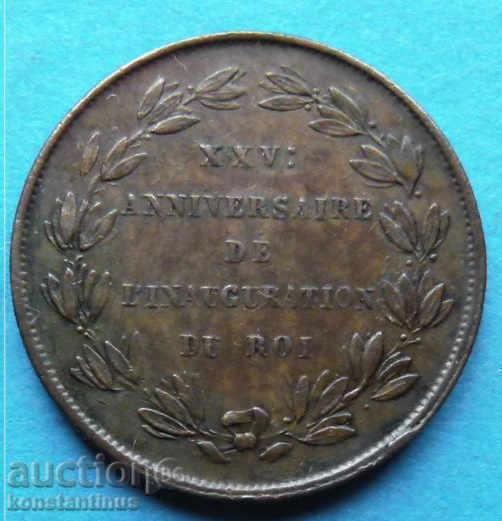 XXV:
ANNIVERSAIRE
DE
L'INAUGURATION
DU ROI
auction
konstantinus